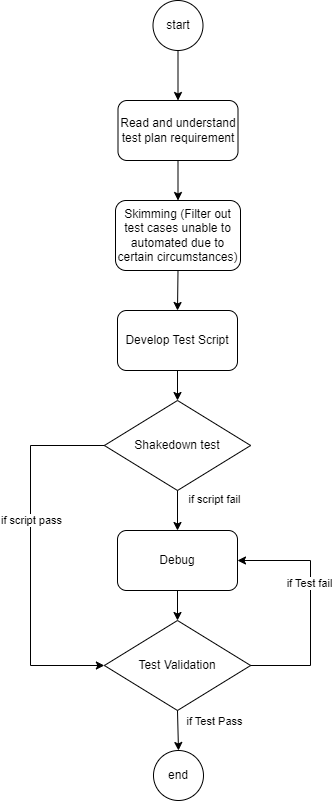 start
Read and understand
test plan requirement
Skimming (Filter out
test cases unable to
automated due to
certain circumstances)
Develop Test Script
Shakedown test
if script fail
if script pass
Debug
if Test fail
Test Validation
if Test Pass
end